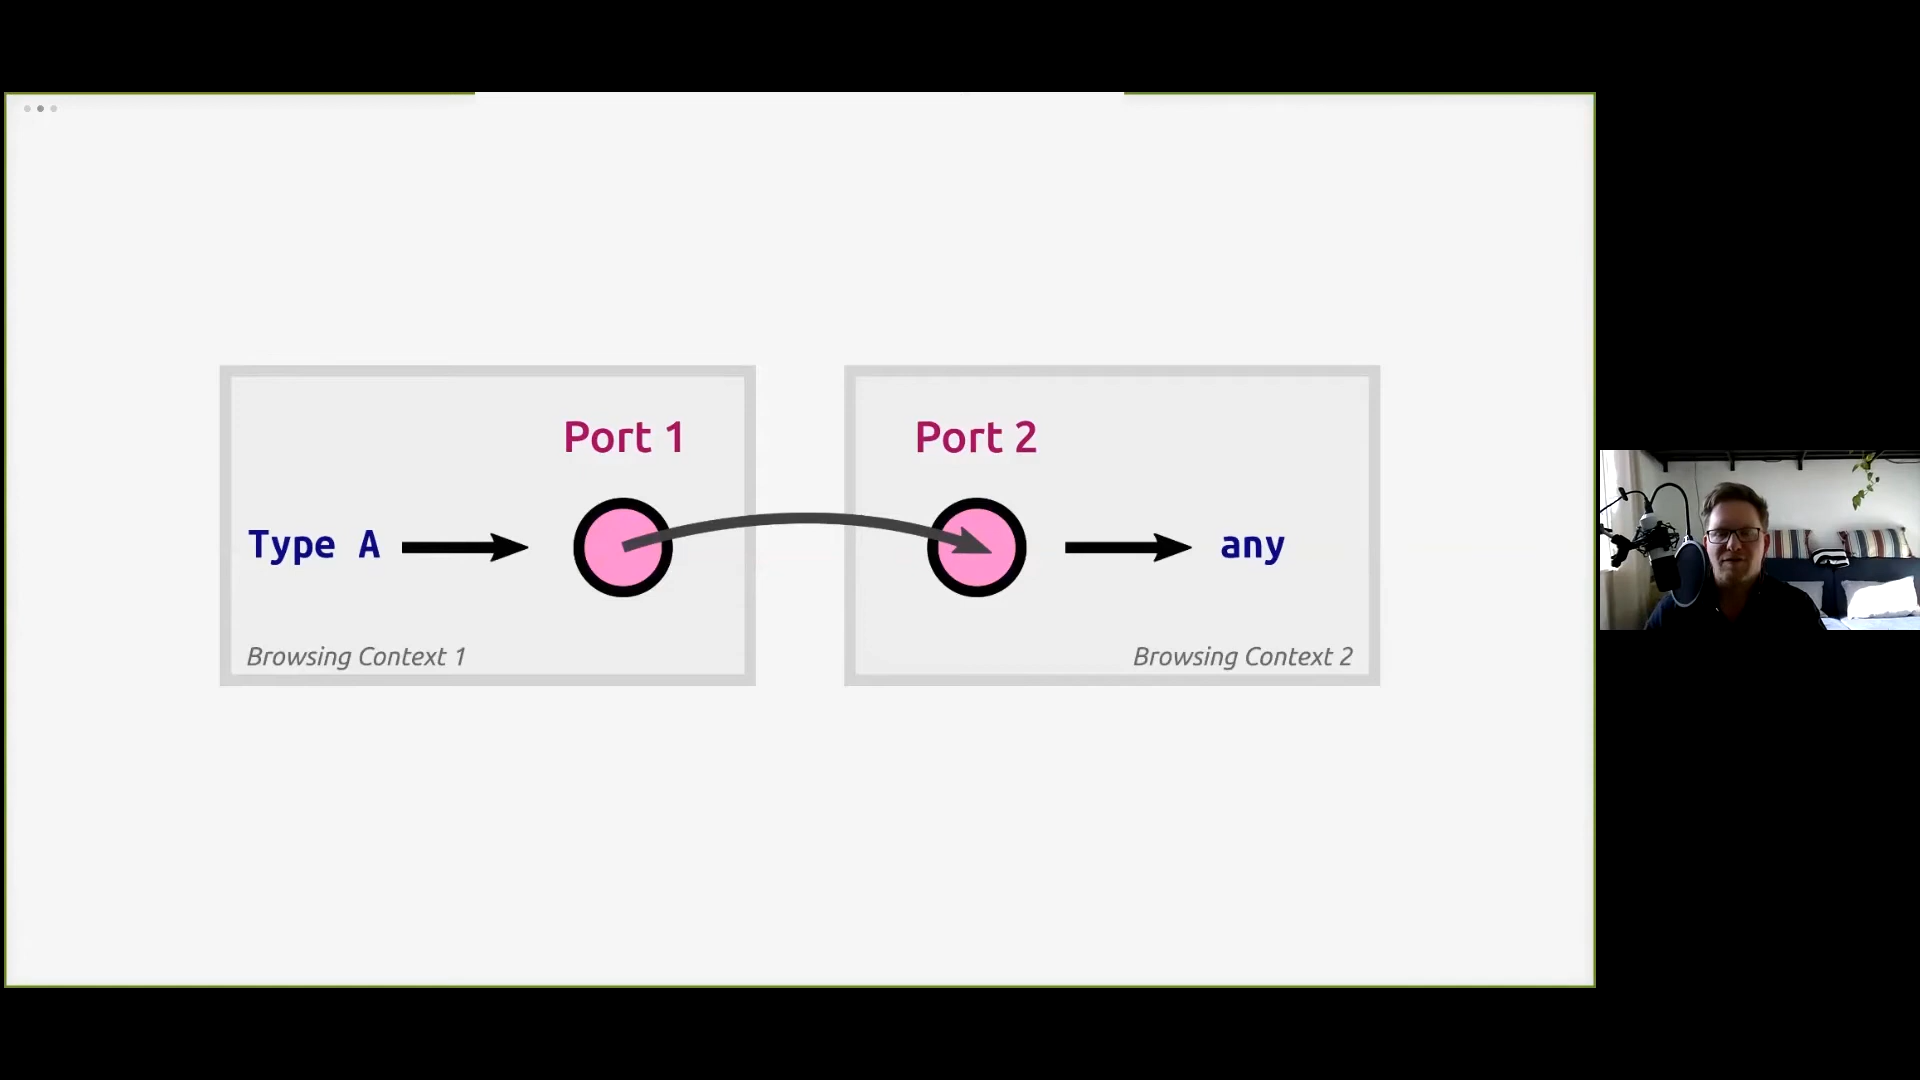 Port 1
Port 2
Type A
any
Browsing Context 1
Browsing Context 2